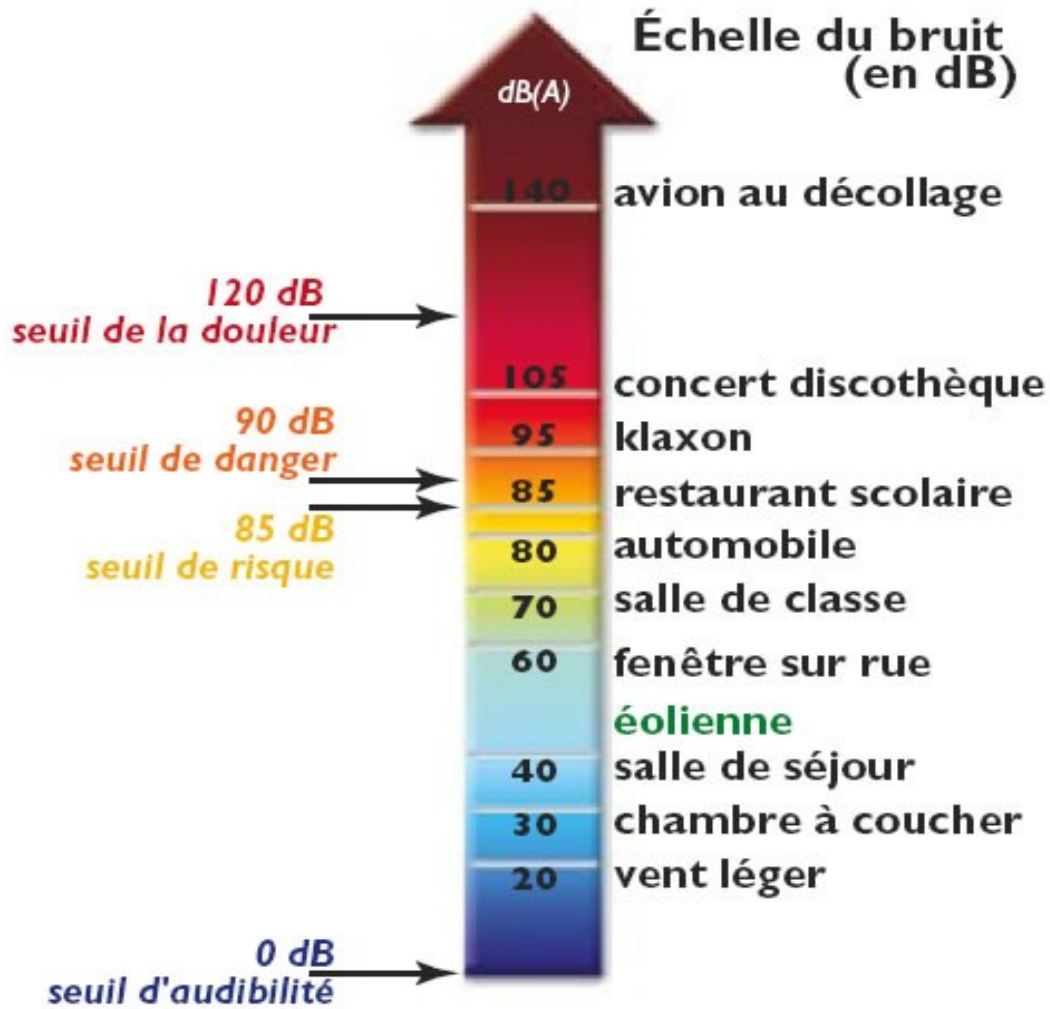 Échelle du bruit
(en dB)
dB(A)
140 avion au décollage
120 dB
seuil de la douleur
105 concert discothèque
90 dB
seuil de danger
95 klaxon
85 restaurant scolaire
85 dB
seuil de risque
80 automobile
70 salle de classe
60 fenêtre sur rue
éolienne
40 salle de séjour
30 chambre à coucher
20 vent léger
0 dB
seuil d'audibilité